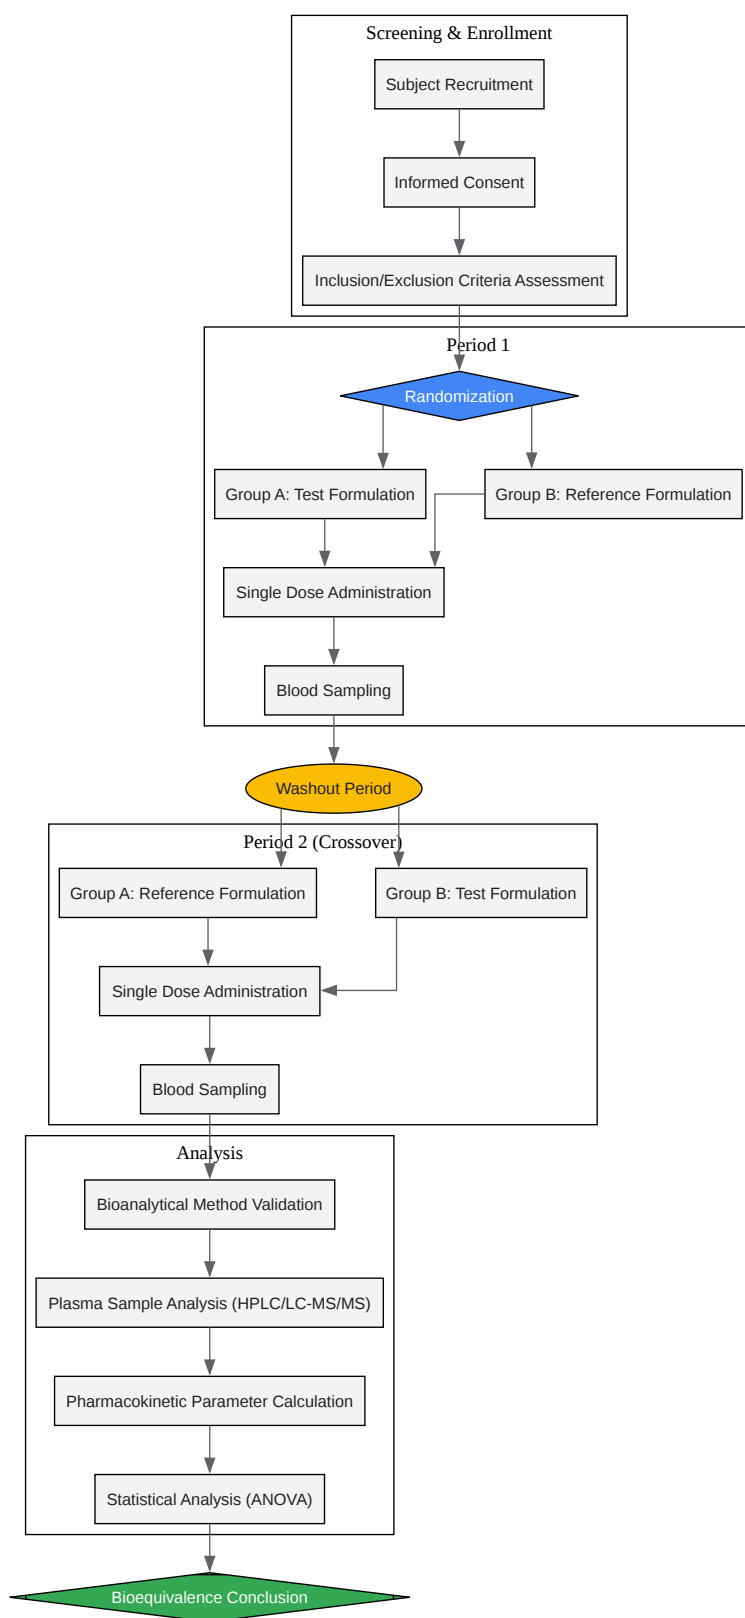 Screening & Enrollment
Subject Recruitment
Informed Consent
Inclusion/Exclusion Criteria Assessment
Period 1
Randomization
Group A: Test Formulation
Group B: Reference Formulation
Single Dose Administration
Blood Sampling
Washout Period
Period 2 (Crossover)
Group A: Reference Formulation
Group B: Test Formulation
Single Dose Administration
Blood Sampling
Analysis
Bioanalytical Method Validation
Plasma Sample Analysis (HPLC/LC-MS/MS)
Pharmacokinetic Parameter Calculation
Statistical Analysis (ANOVA)
Bioequivalence Conclusion